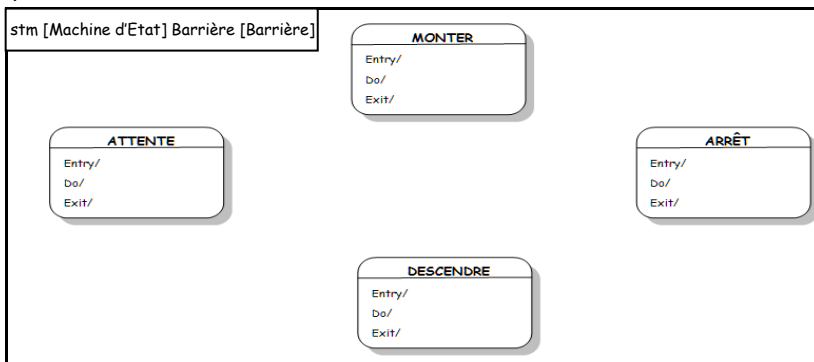 stm [Machine d'Etat] Barrière [Barrière]
MONTER
Entry/
Do/
Exit/
ATTENTE
Entry/
Do/
Exit/
ARRÊT
Entry/
Do/
Exit/
DESCENDRE
Entry/
Do/
Exit/